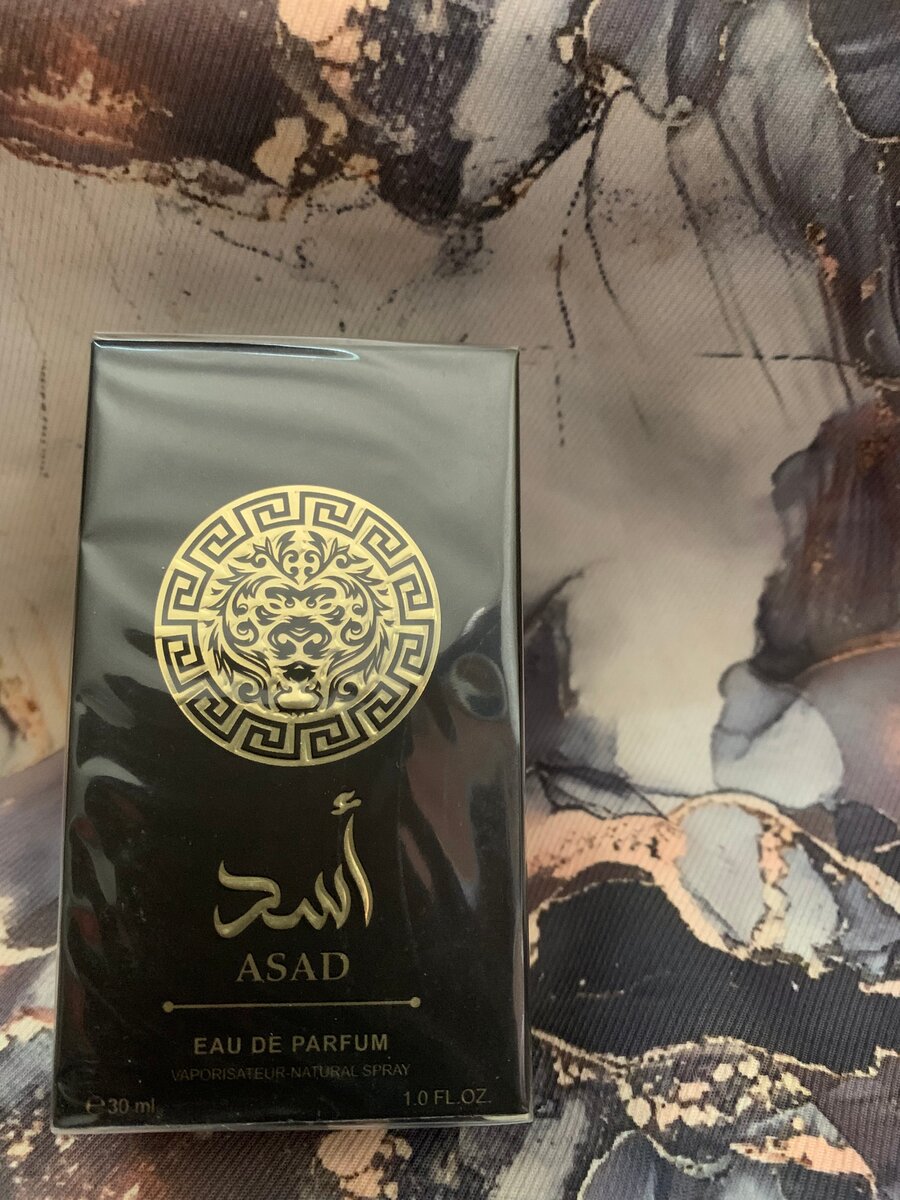 أسد
ASAD
EAU DE PARFUM
VAPORISATEUR-NATURAL SPRAY
℮30 ml 1.0 FL.OZ.